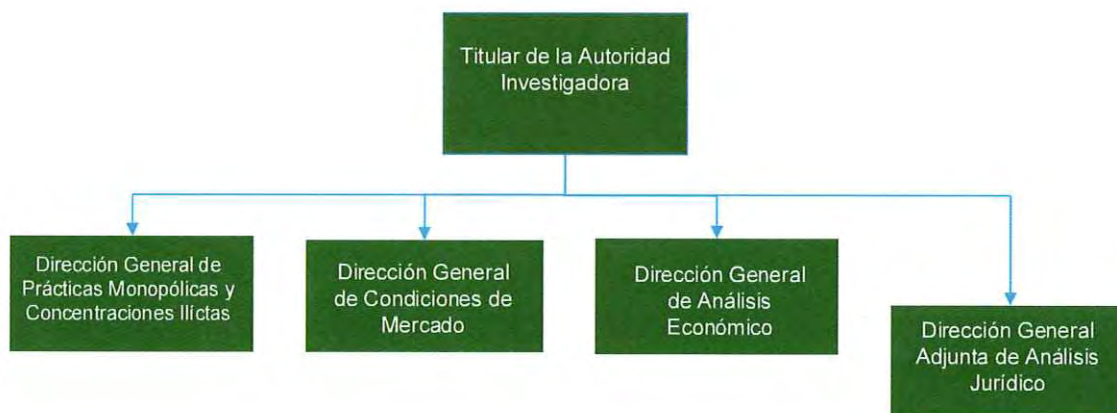 Titular de la Autoridad
Investigadora
Dirección General de
Prácticas Monopólicas y
Concentraciones Ilíctas
Dirección General
de Condiciones de
Mercado
Dirección General
de Análisis
Económico
Dirección General
Adjunta de Análisis
Jurídico